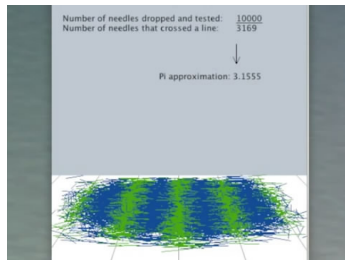 Number of needles dropped and tested: 10000
Number of needles that crossed a line: 3169
Pi approximation: 3.1555